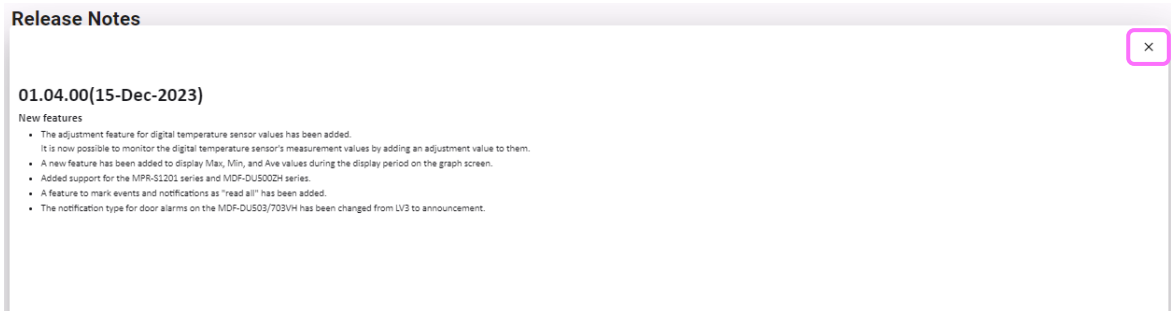 Release Notes
×
01.04.00(15-Dec-2023)
New features
• The adjustment feature for digital temperature sensor values has been added.
It is now possible to monitor the digital temperature sensor's measurement values by adding an adjustment value to them.
• A new feature has been added to display Max, Min, and Ave values during the display period on the graph screen.
• Added support for the MPR-S1201 series and MDF-DU500ZH series.
• A feature to mark events and notifications as "read all" has been added.
• The notification type for door alarms on the MDF-DU503/703VH has been changed from LV3 to announcement.